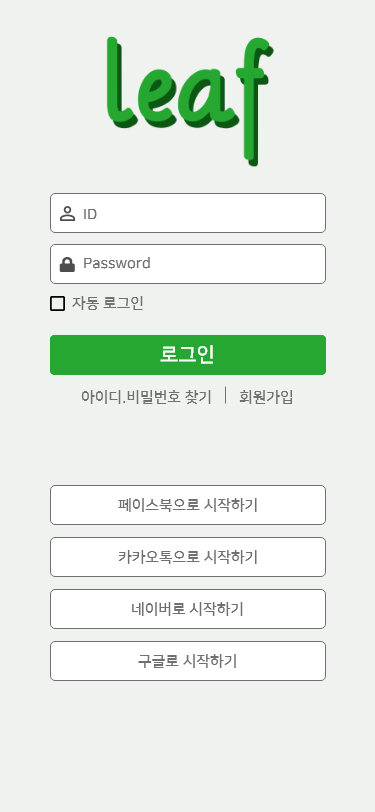 leaf
ID
Password
자동 로그인
로그인
아이디.비밀번호 찾기 | 회원가입
페이스북으로 시작하기
카카오톡으로 시작하기
네이버로 시작하기
구글로 시작하기